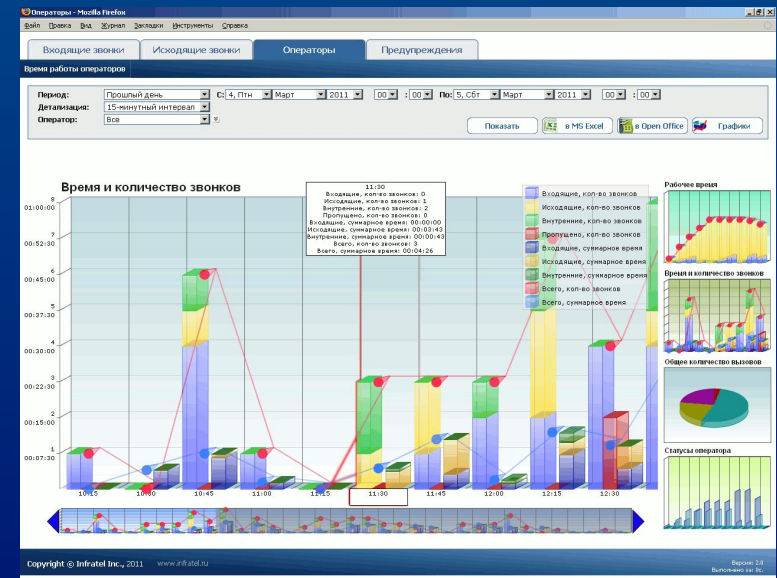 Операторы - Mozilla Firefox
Файл Правка Вид Журнал Закладки Инструменты Справка
Входящие звонки Исходящие звонки Операторы Предупреждения
Время работы операторов
Период: Прошлый день С: 4, Птн Март 2011 00 : 00 По: 5, Сбт Март 2011 00 : 00
Детализация: 15-минутный интервал
Оператор: Все
Показать в MS Excel в Open Office Графики
Время и количество звонков
11:30
Входящие, кол-во звонков: 0
Исходящие, кол-во звонков: 1
Внутренние, кол-во звонков: 2
Пропущено, кол-во звонков: 0
Входящие, суммарное время: 00:00:00
Исходящие, суммарное время: 00:03:43
Внутренние, суммарное время: 00:00:43
Всего, кол-во звонков: 3
Всего, суммарное время: 00:04:26
Входящие, кол-во звонков
Исходящие, кол-во звонков
Внутренние, кол-во звонков
Пропущено, кол-во звонков
Входящие, суммарное время
Исходящие, суммарное время
Внутренние, суммарное время
Всего, кол-во звонков
Всего, суммарное время
8
01:00:00
7
00:52:30
6
00:45:00
5
00:37:30
4
00:30:00
3
00:22:30
2
00:15:00
1
00:07:30
10:15 10:30 10:45 11:00 11:15 11:30 11:45 12:00 12:15 12:30
Рабочее время
Время и количество звонков
Общее количество вызовов
Статусы оператора
Copyright © Infratel Inc., 2011 www.infratel.ru
Версия: 2.0
Выполнено за: 8с.